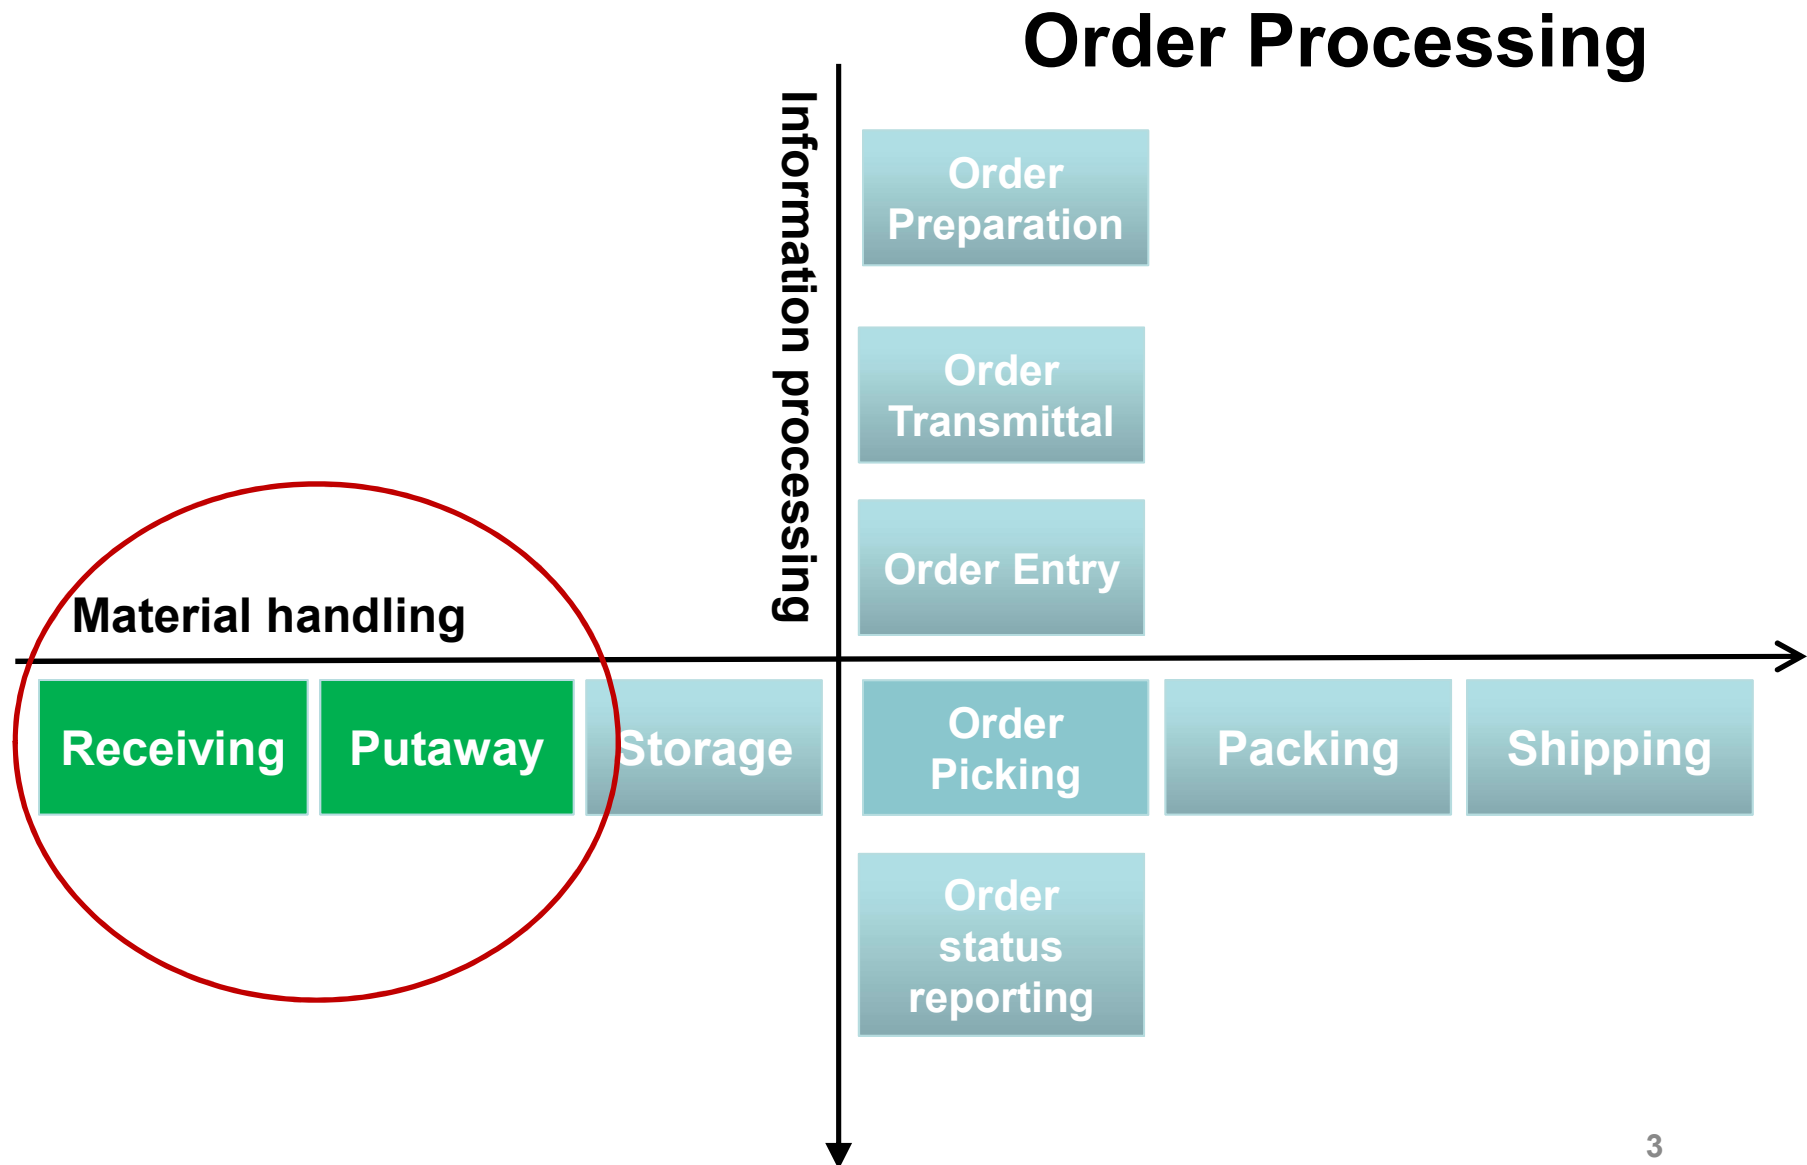 Order Processing
Information processing
Order
Preparation
Order
Transmittal
Order Entry
Material handling
Receiving
Putaway
Storage
Order
Picking
Packing
Shipping
Order
status
reporting
3